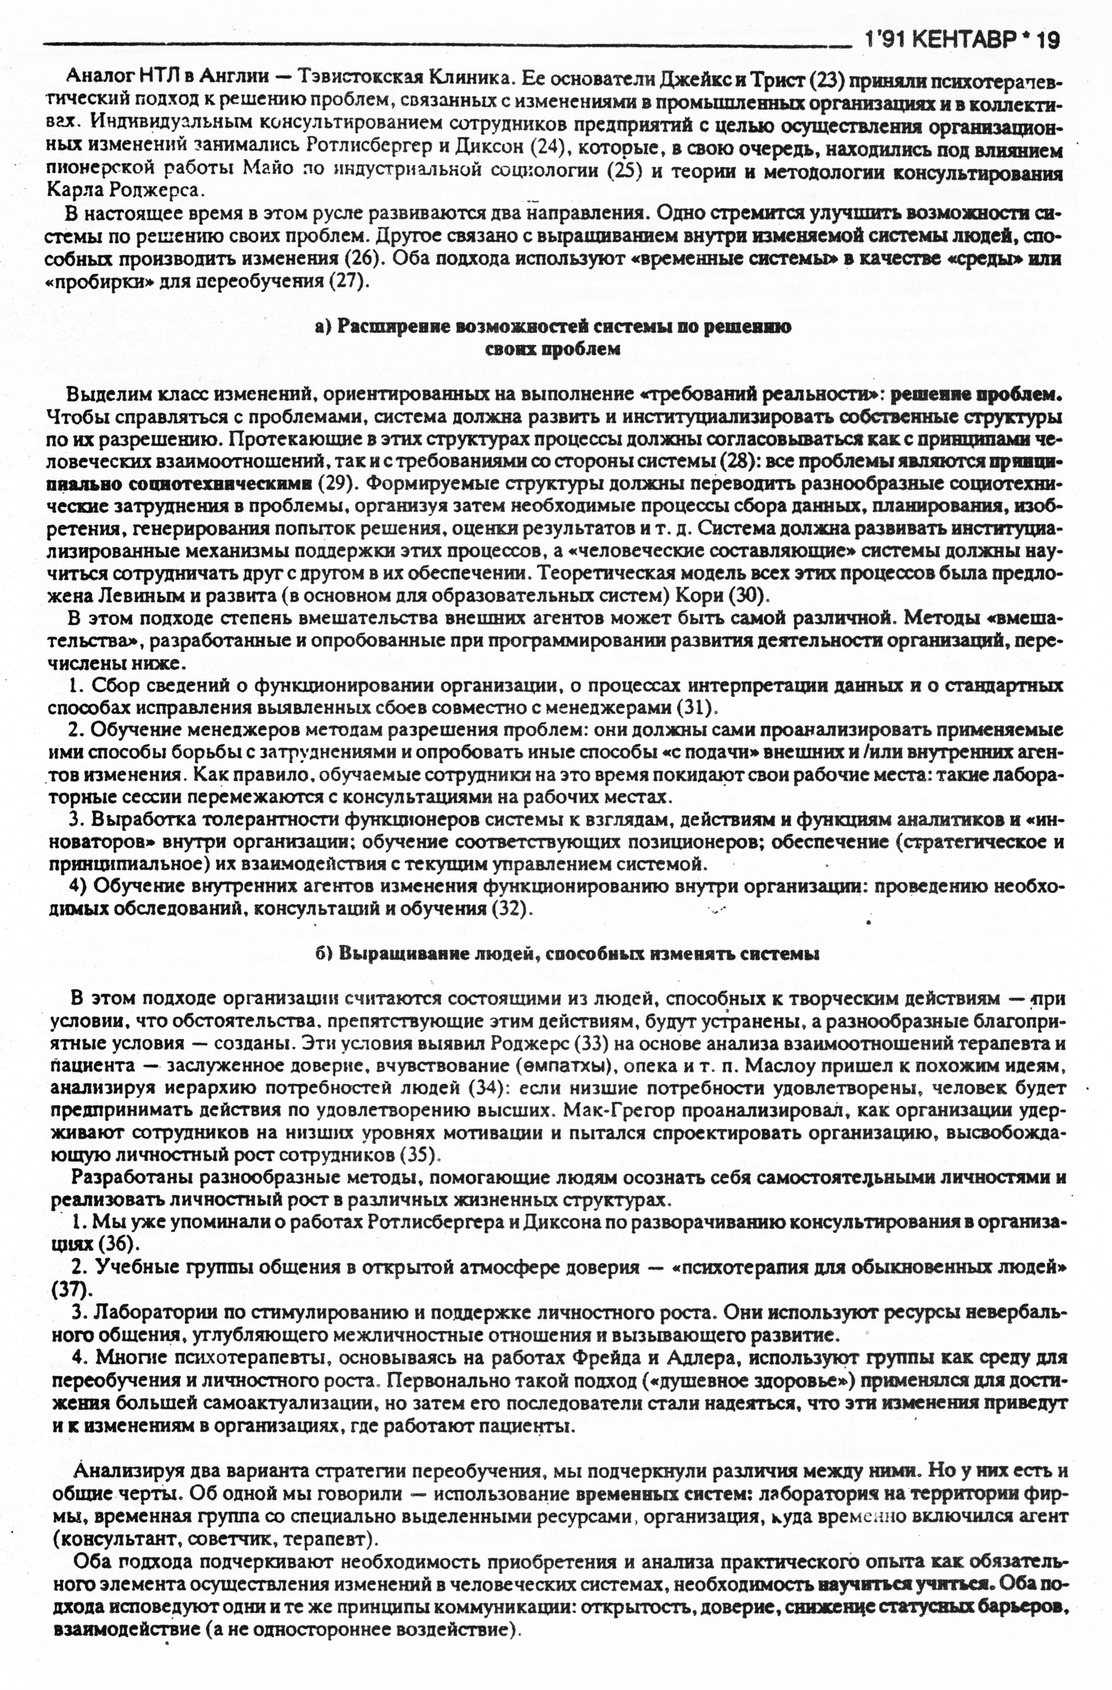 1'91 КЕНТАВР * 19
Аналог НТЛ в Англии — Тэвистокская Клиника. Ее основатели Джейкс и Трист (23) приняли психотерапев-
тический подход к решению проблем, связанных с изменениями в промышленных организациях и в коллекти-
вах. Индивидуальным консультированием сотрудников предприятий с целью осуществления организацион-
ных изменений занимались Ротлисбергер и Диксон (24), которые, в свою очередь, находились под влиянием
пионерской работы Майо по индустриальной социологии (25) и теории и методологии консультирования
Карла Роджерса.
В настоящее время в этом русле развиваются два направления. Одно стремится улучшить возможности си-
стемы по решению своих проблем. Другое связано с выращиванием внутри изменяемой системы людей, спо-
собных производить изменения (26). Оба подхода используют «временные системы» в качестве «среды» или
«пробирки» для переобучения (27).
а) Расширение возможностей системы по решению
своих проблем
Выделим класс изменений, ориентированных на выполнение «требований реальности»: решение проблем.
Чтобы справляться с проблемами, система должна развить и институциализировать собственные структуры
по их разрешению. Протекающие в этих структурах процессы должны согласовываться как с принципами че-
ловеческих взаимоотношений, так и с требованиями со стороны системы (28): все проблемы являются принци-
пиально социотехническими (29). Формируемые структуры должны переводить разнообразные социотехни-
ческие затруднения в проблемы, организуя затем необходимые процессы сбора данных, планирования, изоб-
ретения, генерирования попыток решения, оценки результатов и т. д. Система должна развивать институциа-
лизированные механизмы поддержки этих процессов, а «человеческие составляющие» системы должны нау-
читься сотрудничать друг с другом в их обеспечении. Теоретическая модель всех этих процессов была предло-
жена Левиным и развита (в основном для образовательных систем) Кори (30).
В этом подходе степень вмешательства внешних агентов может быть самой различной. Методы «вмеша-
тельства», разработанные и опробованные при программировании развития деятельности организаций, пере-
числены ниже.
1. Сбор сведений о функционировании организации, о процессах интерпретации данных и о стандартных
способах исправления выявленных сбоев совместно с менеджерами (31).
2. Обучение менеджеров методам разрешения проблем: они должны сами проанализировать применяемые
ими способы борьбы с затруднениями и опробовать иные способы «с подачи» внешних и /или внутренних аген-
тов изменения. Как правило, обучаемые сотрудники на это время покидают свои рабочие места: такие лабора-
торные сессии перемежаются с консультациями на рабочих местах.
3. Выработка толерантности функционеров системы к взглядам, действиям и функциям аналитиков и «ин-
новаторов» внутри организации; обучение соответствующих позиционеров; обеспечение (стратегическое и
принципиальное) их взаимодействия с текущим управлением системой.
4) Обучение внутренних агентов изменения функционированию внутри организации: проведению необхо-
димых обследований, консультаций и обучения (32).
б) Выращивание людей, способных изменять системы
В этом подходе организации считаются состоящими из людей, способных к творческим действиям — при
условии, что обстоятельства, препятствующие этим действиям, будут устранены, а разнообразные благопри-
ятные условия — созданы. Эти условия выявил Роджерс (33) на основе анализа взаимоотношений терапевта и
пациента — заслуженное доверие, вчувствование (өмпатхы), опека и т. п. Маслоу пришел к похожим идеям,
анализируя иерархию потребностей людей (34): если низшие потребности удовлетворены, человек будет
предпринимать действия по удовлетворению высших. Мак-Грегор проанализировал, как организации удер-
живают сотрудников на низших уровнях мотивации и пытался спроектировать организацию, высвобожда-
ющую личностный рост сотрудников (35).
Разработаны разнообразные методы, помогающие людям осознать себя самостоятельными личностями и
реализовать личностный рост в различных жизненных структурах.
1. Мы уже упоминали о работах Ротлисбергера и Диксона по разворачиванию консультирования в организа-
циях (36).
2. Учебные группы общения в открытой атмосфере доверия — «психотерапия для обыкновенных людей»
(37).
3. Лаборатории по стимулированию и поддержке личностного роста. Они используют ресурсы невербаль-
ного общения, углубляющего межличностные отношения и вызывающего развитие.
4. Многие психотерапевты, основываясь на работах Фрейда и Адлера, используют группы как среду для
переобучения и личностного роста. Первонально такой подход («душевное здоровье») применялся для дости-
жения большей самоактуализации, но затем его последователи стали надеяться, что эти изменения приведут
и к изменениям в организациях, где работают пациенты.
Анализируя два варианта стратегии переобучения, мы подчеркнули различия между ними. Но у них есть и
общие черты. Об одной мы говорили — использование временных систем: лаборатория на территории фир-
мы, временная группа со специально выделенными ресурсами, организация, куда временно включился агент
(консультант, советчик, терапевт).
Оба подхода подчеркивают необходимость приобретения и анализа практического опыта как обязатель-
ного элемента осуществления изменений в человеческих системах, необходимость научиться учиться. Оба по-
дхода исповедуют одни и те же принципы коммуникации: открытость, доверие, снижение статусных барьеров,
взаимодействие (а не одностороннее воздействие).